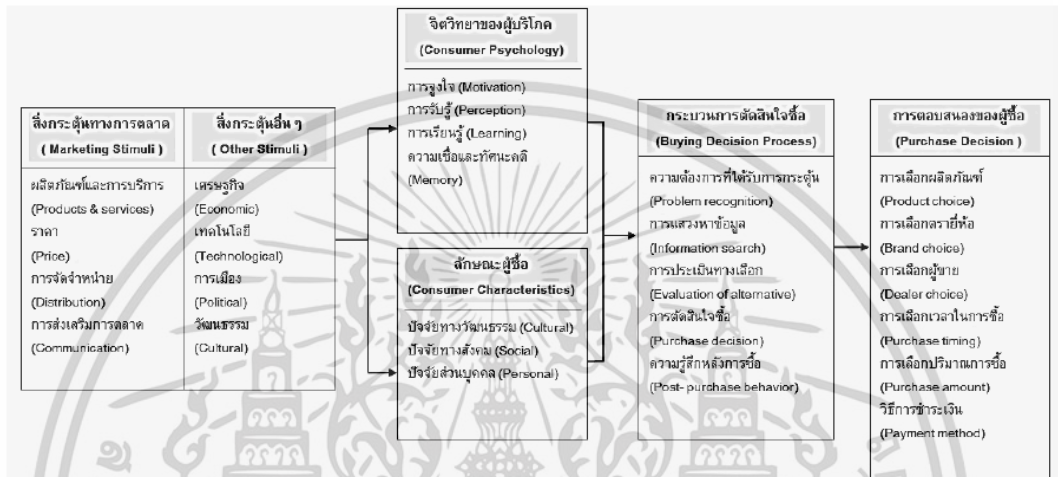 สิ่งกระตุ้นทางการตลาด
( Marketing Stimuli )
ผลิตภัณฑ์และการบริการ
(Products & services)
ราคา
(Price)
การจัดจำหน่าย
(Distribution)
การส่งเสริมการตลาด
(Communication)
สิ่งกระตุ้นอื่น ๆ
( Other Stimuli )
เศรษฐกิจ
(Economic)
เทคโนโลยี
(Technological)
การเมือง
(Political)
วัฒนธรรม
(Cultural)
จิตวิทยาของผู้บริโภค
(Consumer Psychology)
การจูงใจ (Motivation)
การรับรู้ (Perception)
การเรียนรู้ (Learning)
ความเชื่อและทัศนะคติ
(Memory)
ลักษณะผู้ซื้อ
(Consumer Characteristics)
ปัจจัยทางวัฒนธรรม (Cultural)
ปัจจัยทางสังคม (Social)
ปัจจัยส่วนบุคคล (Personal)
กระบวนการตัดสินใจซื้อ
(Buying Decision Process)
ความต้องการที่ได้รับการกระตุ้น
(Problem recognition)
การแสวงหาข้อมูล
(Information search)
การประเมินทางเลือก
(Evaluation of alternative)
การตัดสินใจซื้อ
(Purchase decision)
ความรู้สึกหลังการซื้อ
(Post- purchase behavior)
การตอบสนองของผู้ซื้อ
(Purchase Decision )
การเลือกผลิตภัณฑ์
(Product choice)
การเลือกตรายี่ห้อ
(Brand choice)
การเลือกผู้ขาย
(Dealer choice)
การเลือกเวลาในการซื้อ
(Purchase timing)
การเลือกปริมาณการซื้อ
(Purchase amount)
วิธีการชำระเงิน
(Payment method)